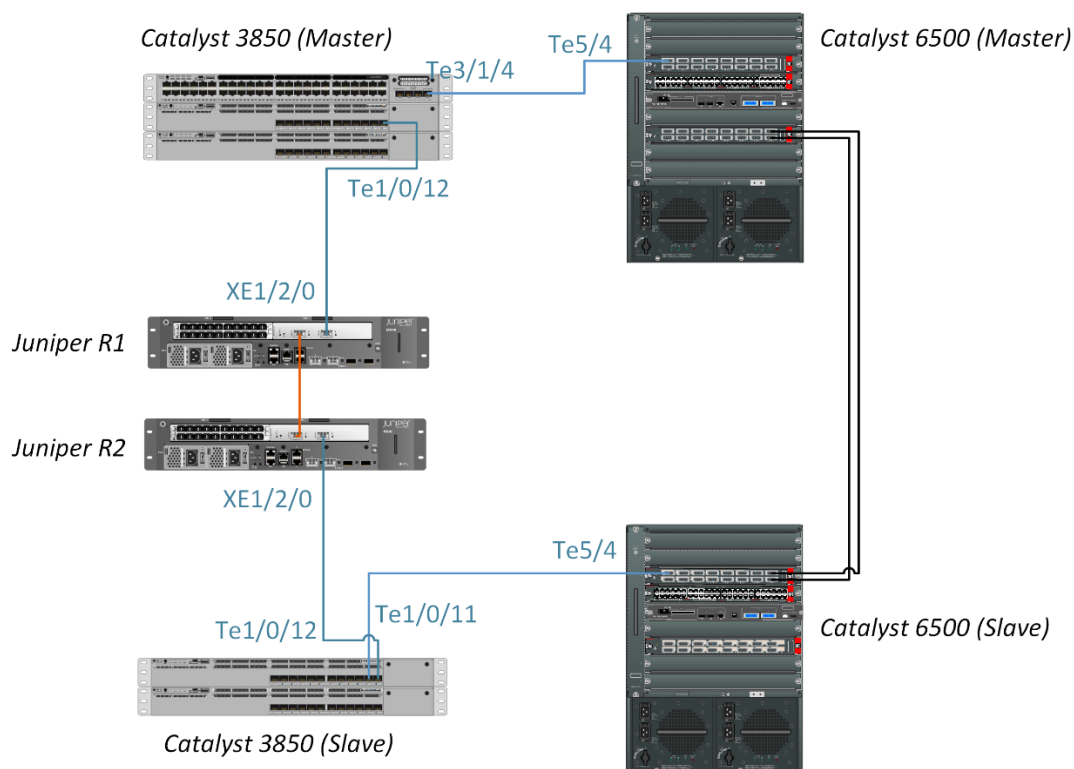 Catalyst 3850 (Master)
Te5/4
Catalyst 6500 (Master)
Te3/1/4
Te1/0/12
XE1/2/0
Juniper R1
JUNIPER
Juniper R2
JUNIPER
XE1/2/0
Te5/4
Te1/0/11
Te1/0/12
Catalyst 6500 (Slave)
Catalyst 3850 (Slave)